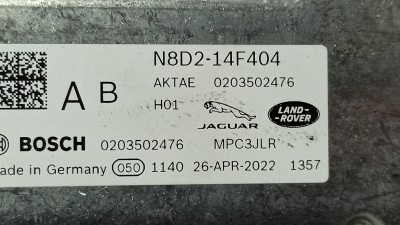 N8D2-14F404
AKTAE 0203502476
A B
H01
JAGUAR
LAND-
ROVER
BOSCH 0203502476 MPC3JLR
ade in Germany 050 1140 26-APR-2022 1357